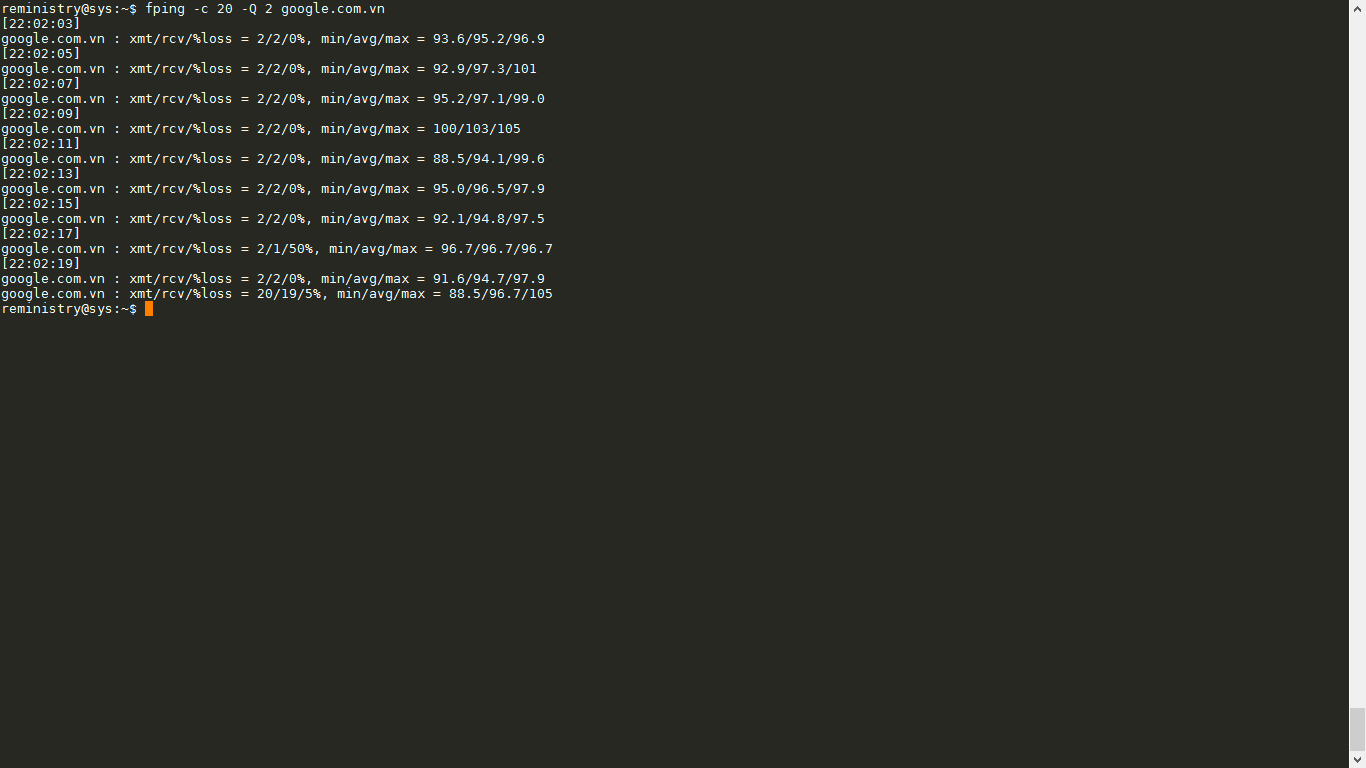 reministry@sys:~$ fping -c 20 -Q 2 google.com.vn
[22:02:03]
google.com.vn : xmt/rcv/%loss = 2/2/0%, min/avg/max = 93.6/95.2/96.9
[22:02:05]
google.com.vn : xmt/rcv/%loss = 2/2/0%, min/avg/max = 92.9/97.3/101
[22:02:07]
google.com.vn : xmt/rcv/%loss = 2/2/0%, min/avg/max = 95.2/97.1/99.0
[22:02:09]
google.com.vn : xmt/rcv/%loss = 2/2/0%, min/avg/max = 100/103/105
[22:02:11]
google.com.vn : xmt/rcv/%loss = 2/2/0%, min/avg/max = 88.5/94.1/99.6
[22:02:13]
google.com.vn : xmt/rcv/%loss = 2/2/0%, min/avg/max = 95.0/96.5/97.9
[22:02:15]
google.com.vn : xmt/rcv/%loss = 2/2/0%, min/avg/max = 92.1/94.8/97.5
[22:02:17]
google.com.vn : xmt/rcv/%loss = 2/1/50%, min/avg/max = 96.7/96.7/96.7
[22:02:19]
google.com.vn : xmt/rcv/%loss = 2/2/0%, min/avg/max = 91.6/94.7/97.9
google.com.vn : xmt/rcv/%loss = 20/19/5%, min/avg/max = 88.5/96.7/105
reministry@sys:~$